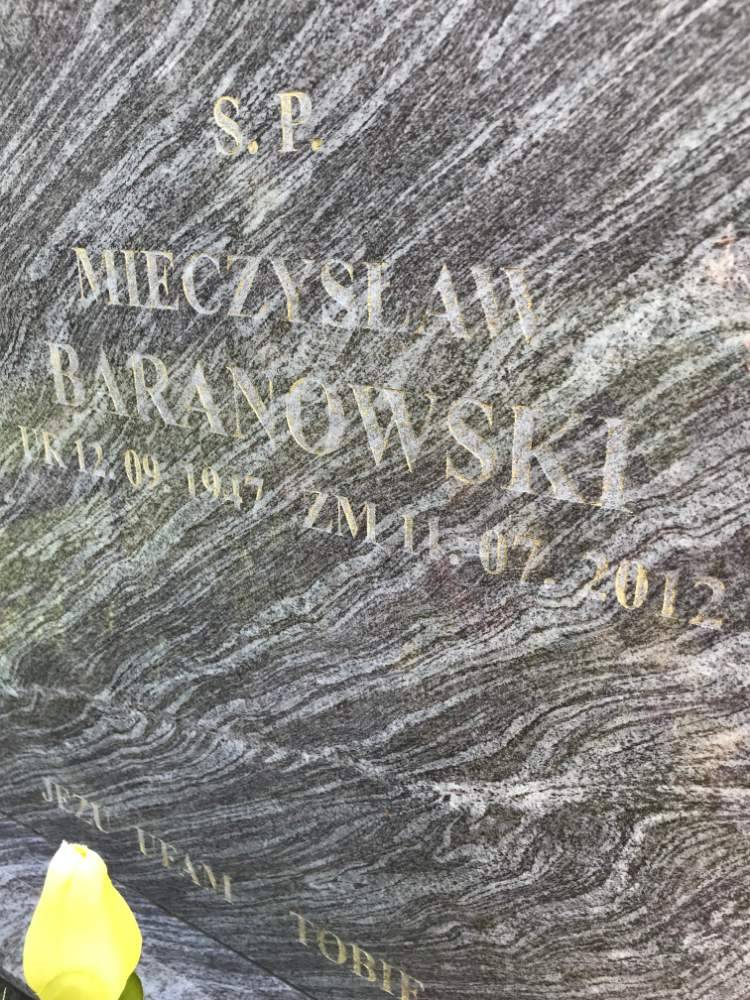 S. P.
MIECZYSŁAW
BARANOWSKI
UR 12. 09. 1947 ZM 11. 07. 2012
JEZU UFAM TOBIE